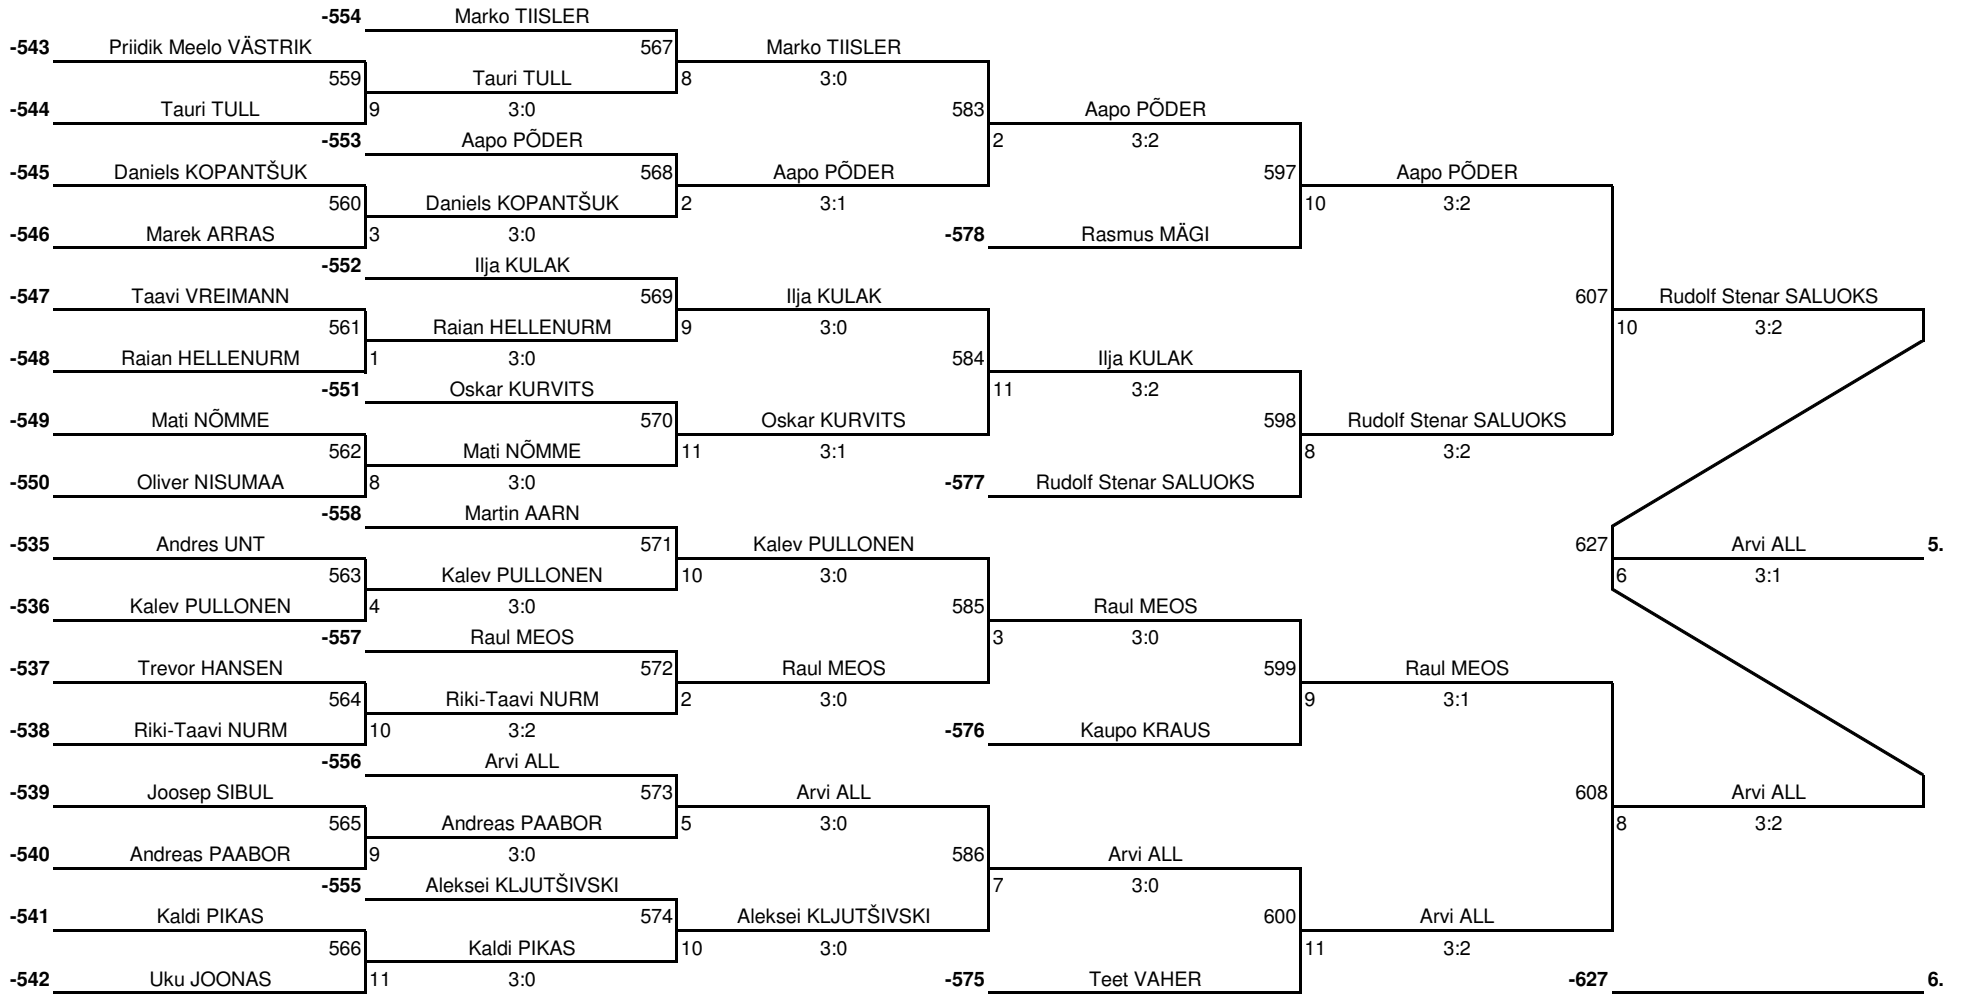 -554 Marko TIISLER
-543 Priidik Meelo VÄSTRIK 567 Marko TIISLER
559 Tauri TULL 8 3:0
-544 Tauri TULL 9 3:0 583 Aapo PÕDER
-553 Aapo PÕDER 2 3:2
-545 Daniels KOPANTŠUK 568 Aapo PÕDER 597 Aapo PÕDER
560 Daniels KOPANTŠUK 2 3:1 10 3:2
-546 Marek ARRAS 3 3:0 -578 Rasmus MÄGI
-552 Ilja KULAK
-547 Taavi VREIMANN 569 Ilja KULAK 607 Rudolf Stenar SALUOKS
561 Raian HELLENURM 9 3:0 10 3:2
-548 Raian HELLENURM 1 3:0 584 Ilja KULAK
-551 Oskar KURVITS 11 3:2
-549 Mati NÕMME 570 Oskar KURVITS 598 Rudolf Stenar SALUOKS
562 Mati NÕMME 11 3:1 8 3:2
-550 Oliver NISUMAA 8 3:0 -577 Rudolf Stenar SALUOKS
-558 Martin AARN
-535 Andres UNT 571 Kalev PULLONEN 627 Arvi ALL 5.
563 Kalev PULLONEN 10 3:0 6 3:1
-536 Kalev PULLONEN 4 3:0 585 Raul MEOS
-557 Raul MEOS 3 3:0
-537 Trevor HANSEN 572 Raul MEOS 599 Raul MEOS
564 Riki-Taavi NURM 2 3:0 9 3:1
-538 Riki-Taavi NURM 10 3:2 -576 Kaupo KRAUS
-556 Arvi ALL
-539 Joosep SIBUL 573 Arvi ALL 608 Arvi ALL
565 Andreas PAABOR 5 3:0 8 3:2
-540 Andreas PAABOR 9 3:0 586 Arvi ALL
-555 Aleksei KLJUTŠIVSKI 7 3:0
-541 Kaldi PIKAS 574 Aleksei KLJUTŠIVSKI 600 Arvi ALL
566 Kaldi PIKAS 10 3:0 11 3:2
-542 Uku JOONAS 11 3:0 -575 Teet VAHER -627 6.